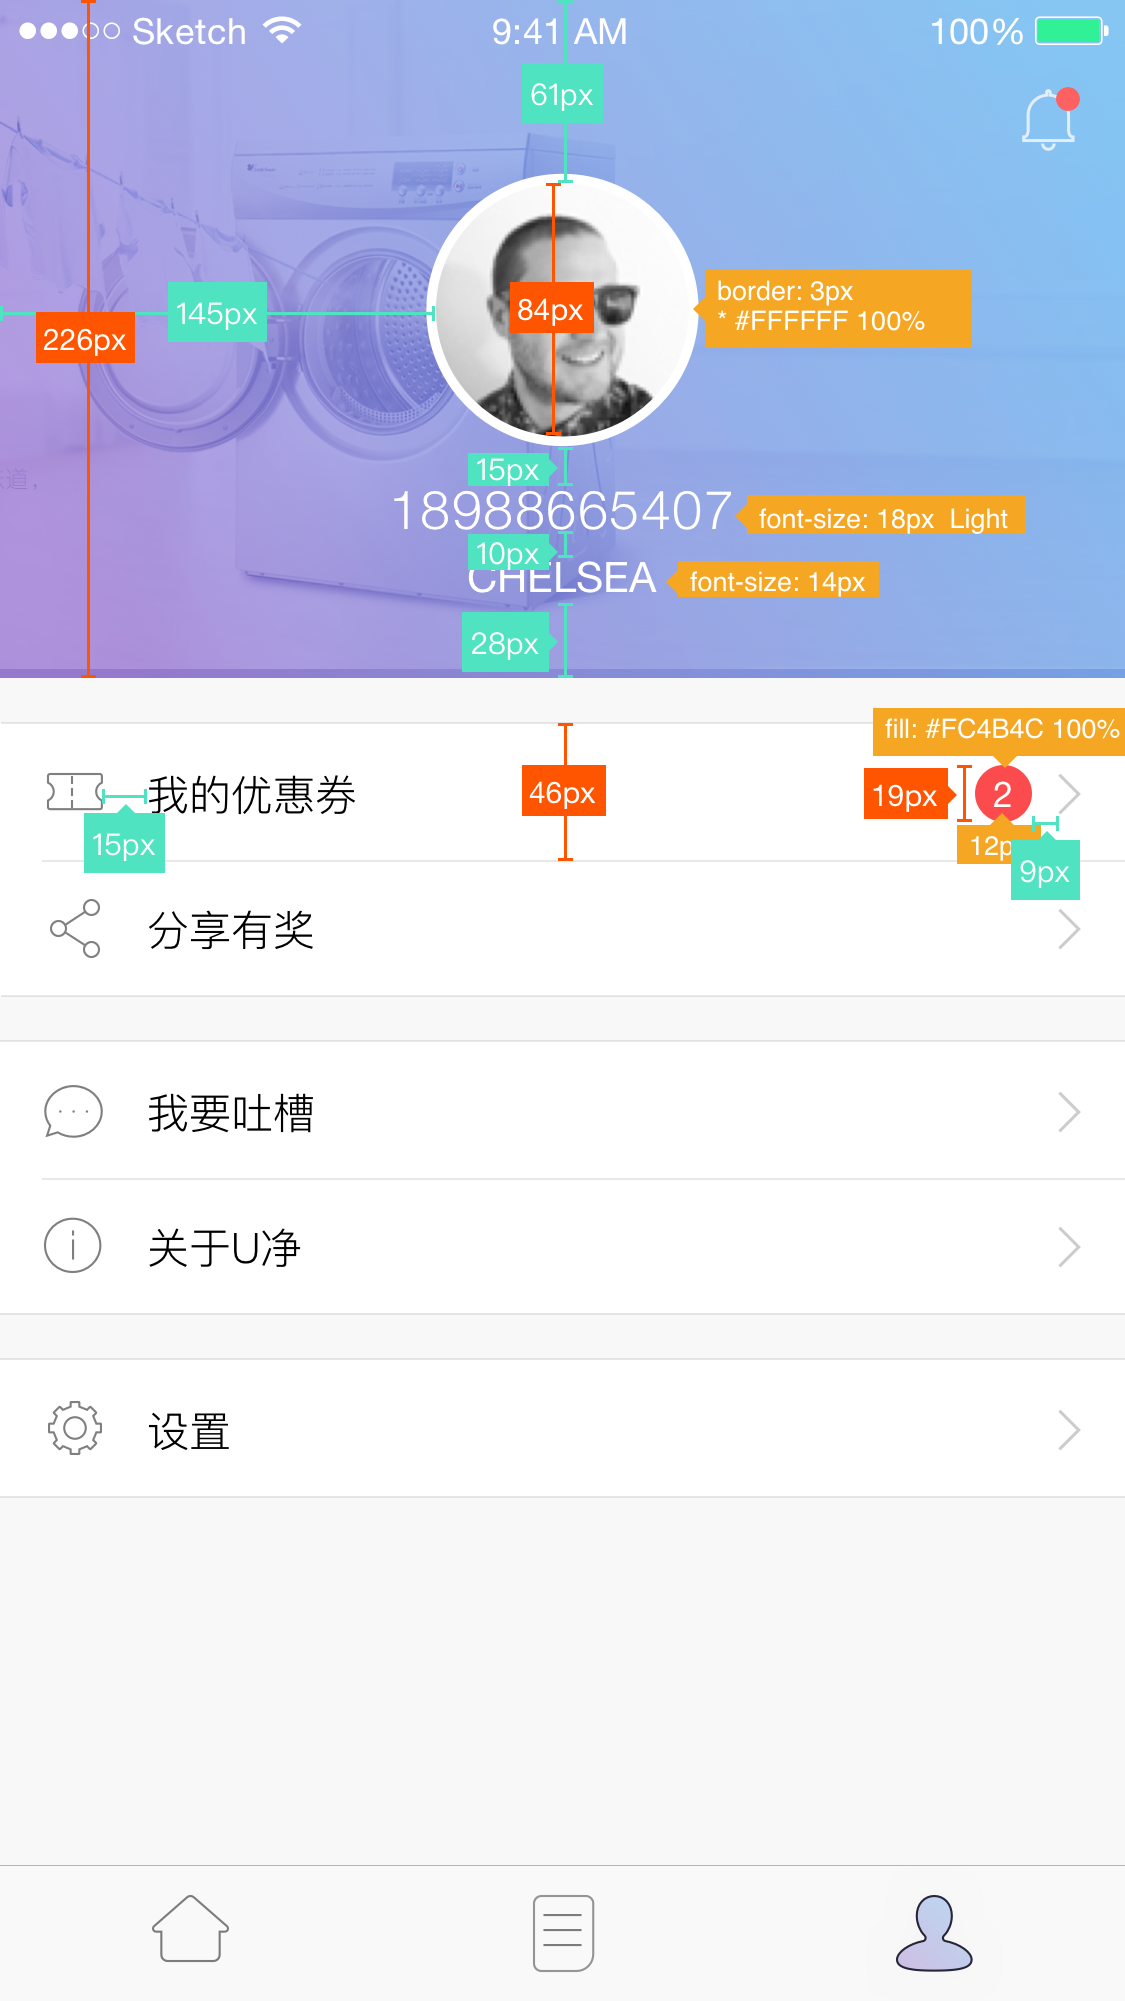 Sketch 9:41 AM 100%
61px
145px
226px
84px
border: 3px
* #FFFFFF 100%
15px
18988665407
font-size: 18px Light
10px
CHELSEA
font-size: 14px
28px
fill: #FC4B4C 100%
我的优惠券
46px
19px
2
15px
9px
分享有奖
我要吐槽
关于U净
设置